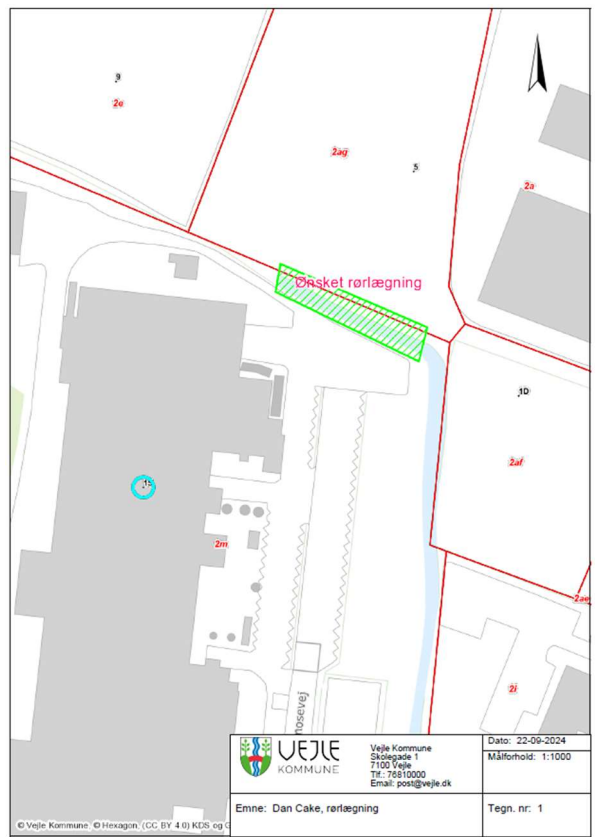 9
2e
2ag
5
2a
Ønsket rørlægning
1D
2af
15
2m
2ae
2i
nosevej
VEJLE
KOMMUNE
Vejle Kommune
Skolegade 1
7100 Vejle
Tlf.: 76810000
Email: post@vejle.dk
Dato: 22-09-2024
Målforhold: 1:1000
Emne: Dan Cake, rørlægning
Tegn. nr: 1
© Vejle Kommune, © Hexagon, (CC BY 4.0) KDS og G